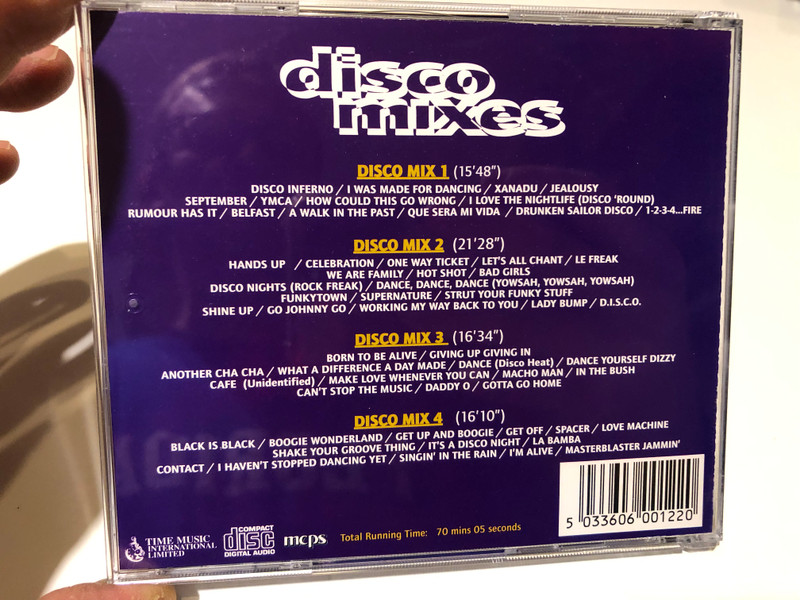 disco
mixes
DISCO MIX 1 (15'48")
DISCO INFERNO / I WAS MADE FOR DANCING / XANADU / JEALOUSY
SEPTEMBER / YMCA / HOW COULD THIS GO WRONG / I LOVE THE NIGHTLIFE (DISCO 'ROUND)
RUMOUR HAS IT / BELFAST / A WALK IN THE PAST / QUE SERA MI VIDA / DRUNKEN SAILOR DISCO / 1-2-3-4...FIRE
DISCO MIX 2 (21'28")
HANDS UP / CELEBRATION / ONE WAY TICKET / LET'S ALL CHANT / LE FREAK
WE ARE FAMILY / HOT SHOT / BAD GIRLS
DISCO NIGHTS (ROCK FREAK) / DANCE, DANCE, DANCE (YOWSAH, YOWSAH, YOWSAH)
FUNKYTOWN / SUPERNATURE / STRUT YOUR FUNKY STUFF
SHINE UP / GO JOHNNY GO / WORKING MY WAY BACK TO YOU / LADY BUMP / D.I.S.C.O.
DISCO MIX 3 (16'34")
BORN TO BE ALIVE / GIVING UP GIVING IN
ANOTHER CHA CHA / WHAT A DIFFERENCE A DAY MADE / DANCE (Disco Heat) / DANCE YOURSELF DIZZY
CAFE (Unidentified) / MAKE LOVE WHENEVER YOU CAN / MACHO MAN / IN THE BUSH
CAN'T STOP THE MUSIC / DADDY O / GOTTA GO HOME
DISCO MIX 4 (16'10")
BLACK IS BLACK / BOOGIE WONDERLAND / GET UP AND BOOGIE / GET OFF / SPACER / LOVE MACHINE
SHAKE YOUR GROOVE THING / IT'S A DISCO NIGHT / LA BAMBA
CONTACT / I HAVEN'T STOPPED DANCING YET / SINGIN' IN THE RAIN / I'M ALIVE / MASTERBLASTER JAMMIN'
TIME MUSIC
INTERNATIONAL
LIMITED
COMPACT
disc
DIGITAL AUDIO
mcps
Total Running Time: 70 mins 05 seconds
5 033606 001220